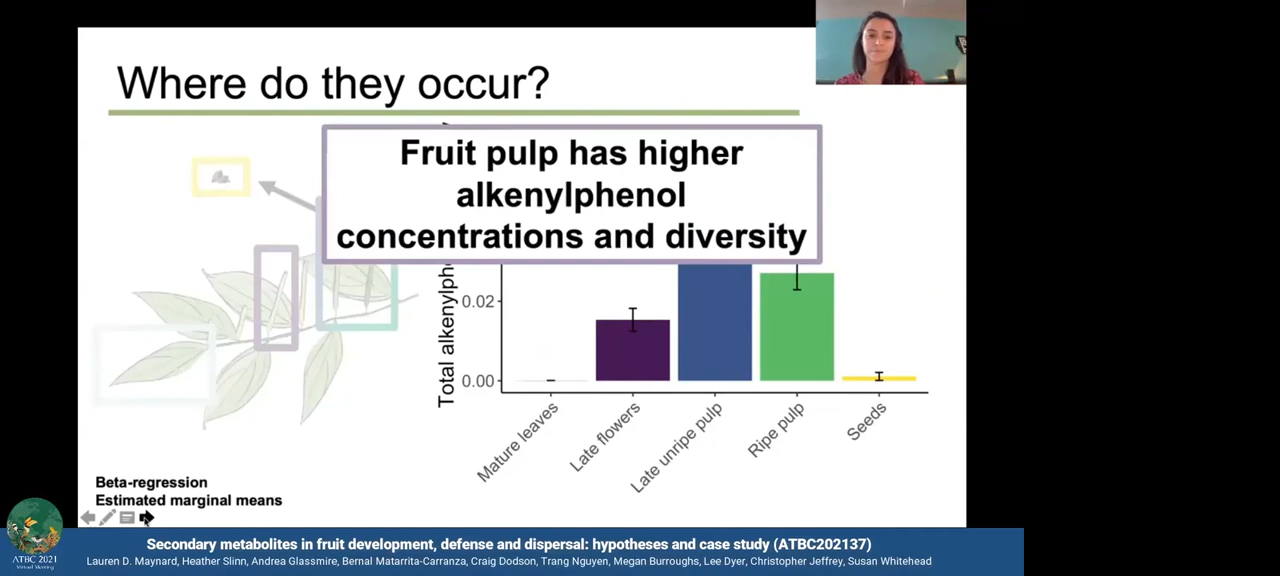 Where do they occur?
Fruit pulp has higher
alkenylphenol
concentrations and diversity
Total alkenylphe
0.02
0.00
Mature leaves
Late flowers
Late unripe pulp
Ripe pulp
Seeds
Beta-regression
Estimated marginal means
ATBC 2021
Virtual Meeting
Secondary metabolites in fruit development, defense and dispersal: hypotheses and case study (ATBC202137)
Lauren D. Maynard, Heather Slinn, Andrea Glassmire, Bernal Matarrita-Carranza, Craig Dodson, Trang Nguyen, Megan Burroughs, Lee Dyer, Christopher Jeffrey, Susan Whitehead